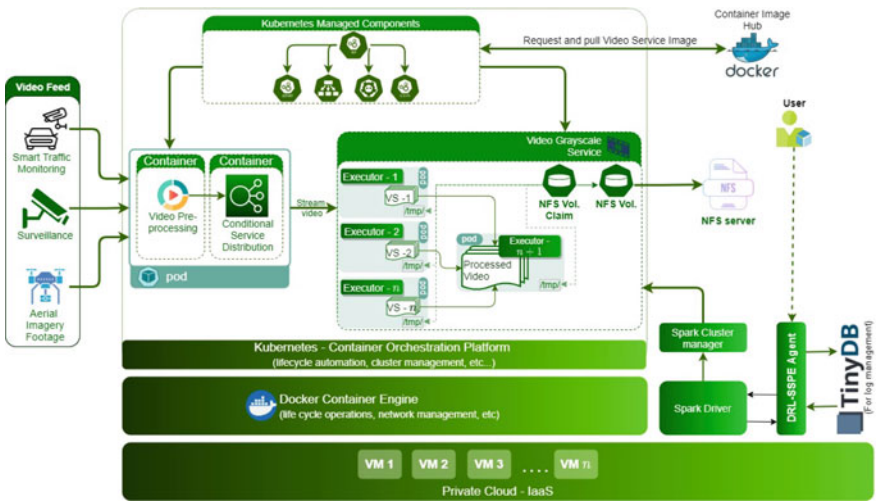 Kubernetes Managed Components
Container Image
Hub
docker
Request and pull Video Service Image
Video Feed
Smart Traffic
Monitoring
Surveillance
Aerial
Imagery
Footage
Container
Video Pre-
processing
Container
Conditional
Service
Distribution
pod
Stream
video
Video Grayscale
Service
Executor - 1
pod
VS -1
/tmp/
Executor - 2
pod
VS -2
/tmp/
Executor - n
pod
VS - n
/tmp/
pod
Executor -
n + 1
Processed
Video
/tmp/
NFS Vol.
Claim
NFS Vol.
NFS
NFS server
User
Spark Cluster
manager
Spark Driver
DRL-SSPE Agent
TinyDB
(For log management)
Kubernetes - Container Orchestration Platform
(lifecycle automation, cluster management, etc...)
Docker Container Engine
(life cycle operations, network management, etc)
VM 1
VM 2
VM 3
....
VM n
Private Cloud - IaaS